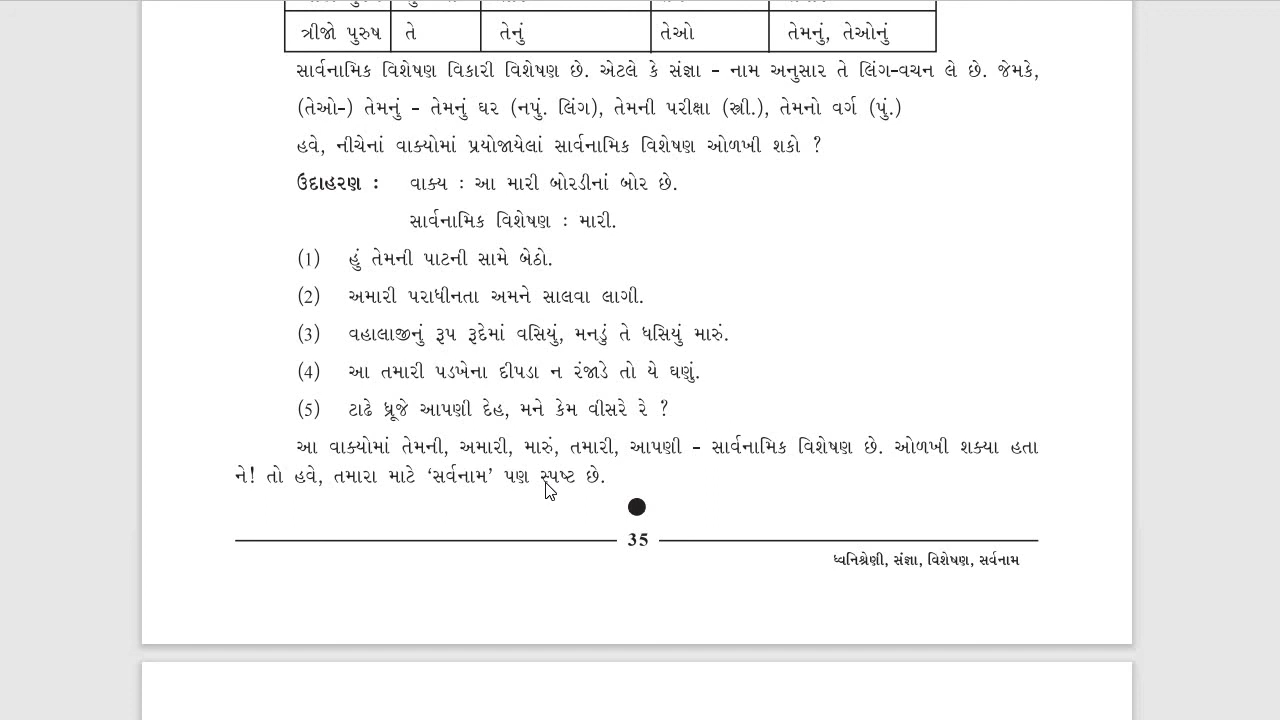 ત્રીજો પુરુષ તે તેનું તેઓ તેમનું, તેઓનું
સાર્વનામિક વિશેષણ વિકારી વિશેષણ છે. એટલે કે સંજ્ઞા - નામ અનુસાર તે લિંગ-વચન લે છે. જેમકે,
(તેઓ-) તેમનું - તેમનું ઘર (નપું. લિંગ), તેમની પરીક્ષા (સ્ત્રી.), તેમનો વર્ગ (પું.)
હવે, નીચેનાં વાક્યોમાં પ્રયોજાયેલાં સાર્વનામિક વિશેષણ ઓળખી શકો ?
ઉદાહરણ : વાક્ય : આ મારી બોરડીનાં બોર છે.
સાર્વનામિક વિશેષણ : મારી.
(1) હું તેમની પાટની સામે બેઠો.
(2) અમારી પરાધીનતા અમને સાલવા લાગી.
(3) વહાલાજીનું રૂપ રૂદેમાં વસિયું, મનડું તે ધસિયું મારું.
(4) આ તમારી પડખેના દીપડા ન રંજાડે તો યે ઘણું.
(5) ટાઢે ધ્રૂજે આપણી દેહ, મને કેમ વીસરે રે ?
આ વાક્યોમાં તેમની, અમારી, મારું, તમારી, આપણી - સાર્વનામિક વિશેષણ છે. ઓળખી શક્યા હતા
ને! તો હવે, તમારા માટે ‘સર્વનામ’ પણ સ્પષ્ટ છે.
35
ધ્વનિશ્રેણી, સંજ્ઞા, વિશેષણ, સર્વનામ